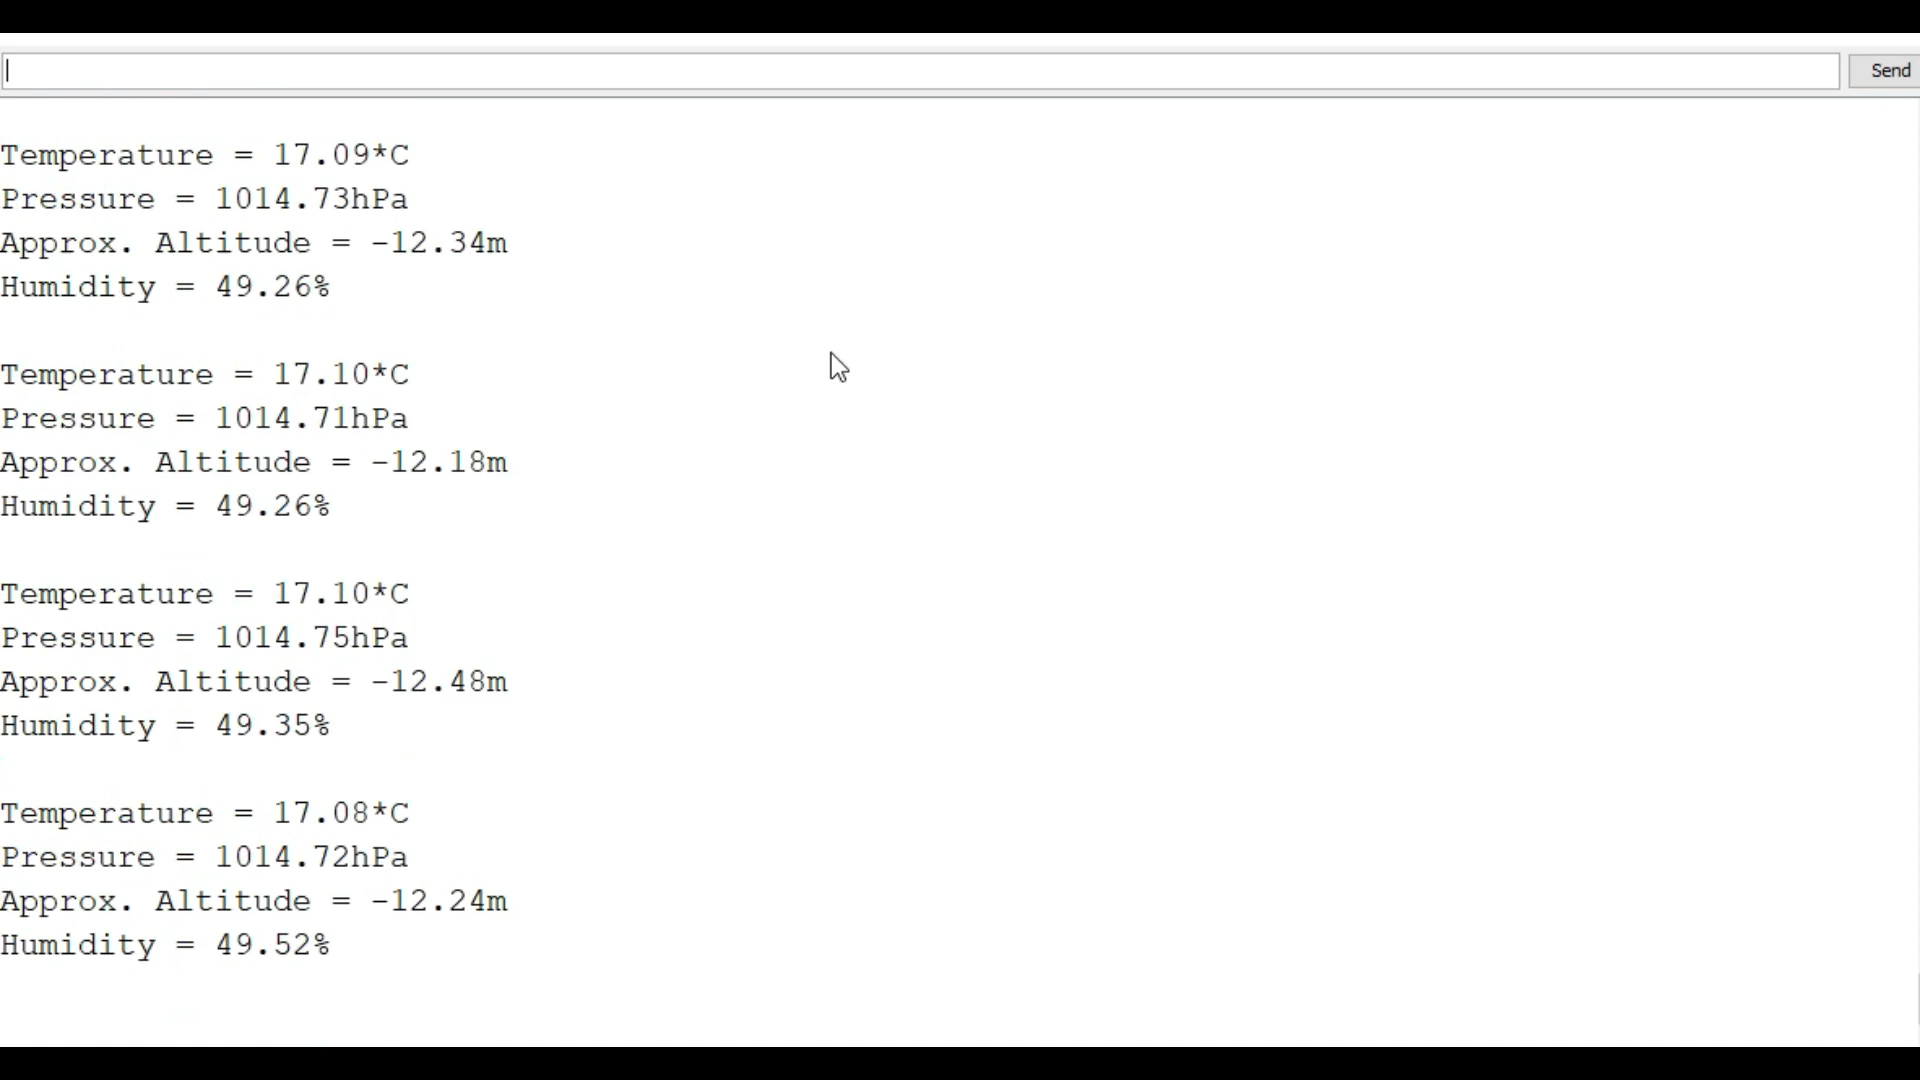 Send
Temperature = 17.09*C
Pressure = 1014.73hPa
Approx. Altitude = -12.34m
Humidity = 49.26%
Temperature = 17.10*C
Pressure = 1014.71hPa
Approx. Altitude = -12.18m
Humidity = 49.26%
Temperature = 17.10*C
Pressure = 1014.75hPa
Approx. Altitude = -12.48m
Humidity = 49.35%
Temperature = 17.08*C
Pressure = 1014.72hPa
Approx. Altitude = -12.24m
Humidity = 49.52%